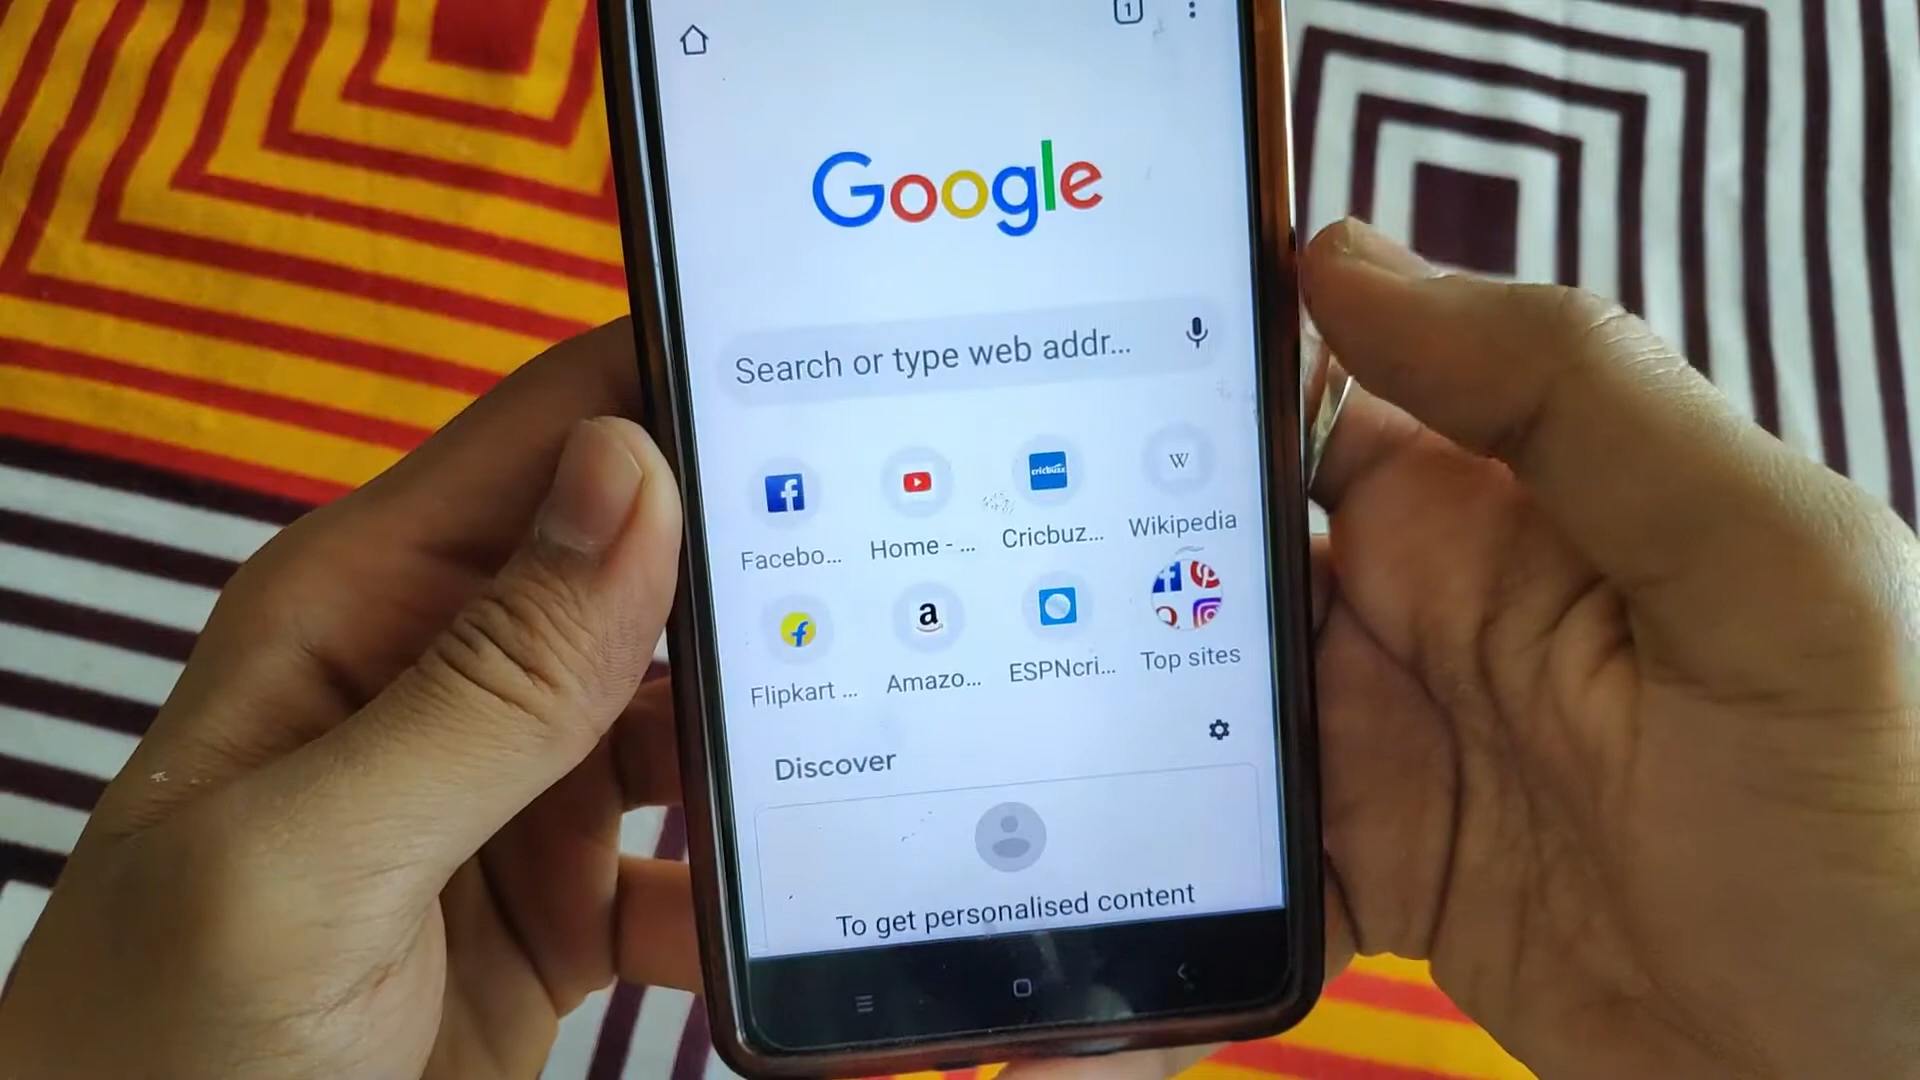 1
Google
Search or type web addr...
cricbuzz
W
Facebo...
Home - ...
Cricbuz...
Wikipedia
a
Flipkart ...
Amazo...
ESPNcri...
Top sites
Discover
To get personalised content